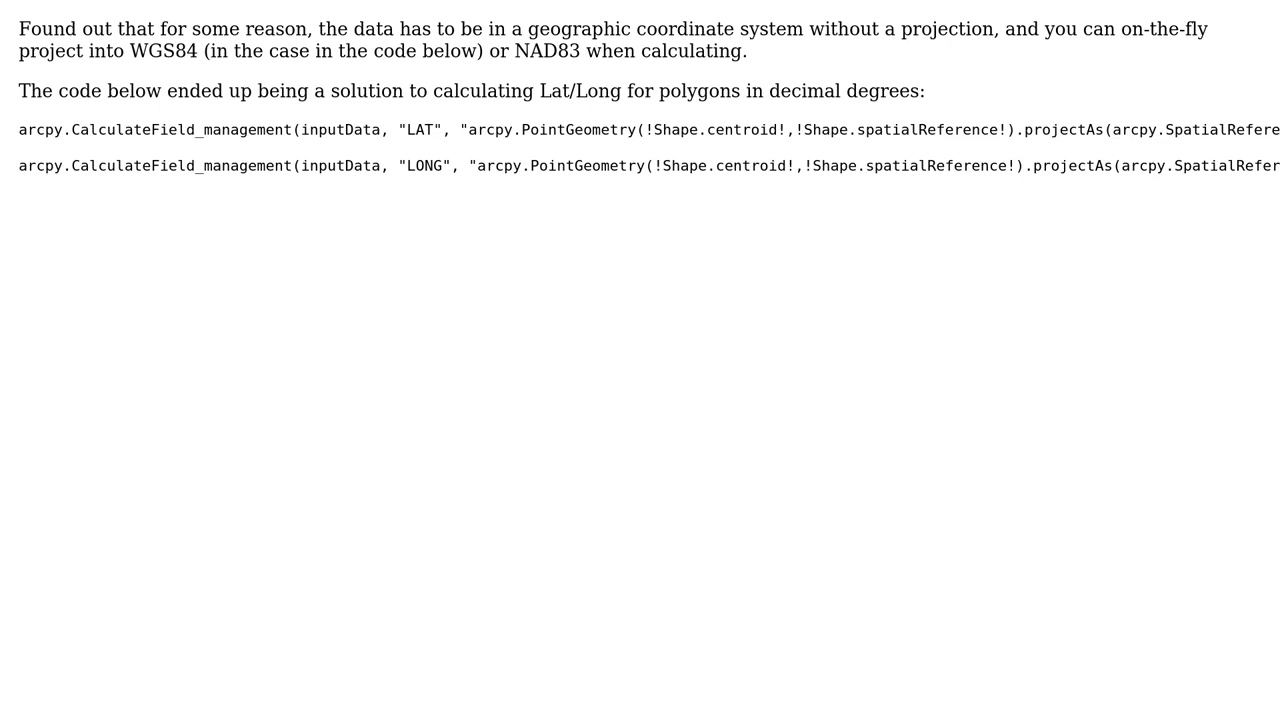 Found out that for some reason, the data has to be in a geographic coordinate system without a projection, and you can on-the-fly
project into WGS84 (in the case in the code below) or NAD83 when calculating.
The code below ended up being a solution to calculating Lat/Long for polygons in decimal degrees:
arcpy.CalculateField_management(inputData, "LAT", "arcpy.PointGeometry(!Shape.centroid!,!Shape.spatialReference!).projectAs(arcpy.SpatialRefere
arcpy.CalculateField_management(inputData, "LONG", "arcpy.PointGeometry(!Shape.centroid!,!Shape.spatialReference!).projectAs(arcpy.SpatialRefer